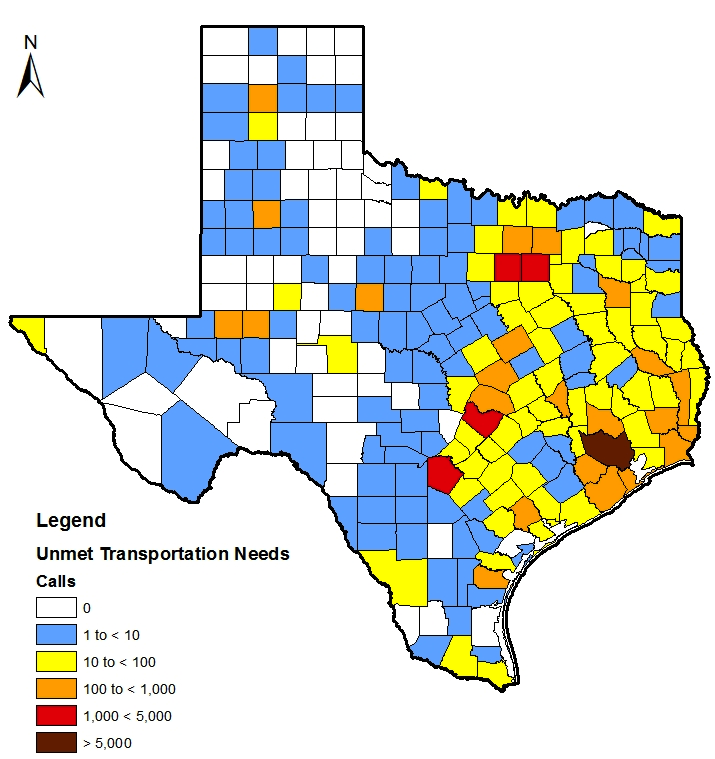 N
Legend
Unmet Transportation Needs
Calls
0
1 to < 10
10 to < 100
100 to < 1,000
1,000 < 5,000
> 5,000